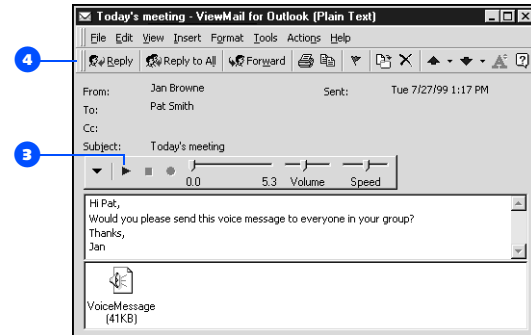 Today's meeting - ViewMail for Outlook (Plain Text)
File Edit View Insert Format Tools Actions Help
4
Reply Reply to All Forward
From: Jan Browne Sent: Tue 7/27/99 1:17 PM
To: Pat Smith
Cc:
Subject: Today's meeting
3
0.0 5.3 Volume Speed
Hi Pat,
Would you please send this voice message to everyone in your group?
Thanks,
Jan
VoiceMessage
(41KB)